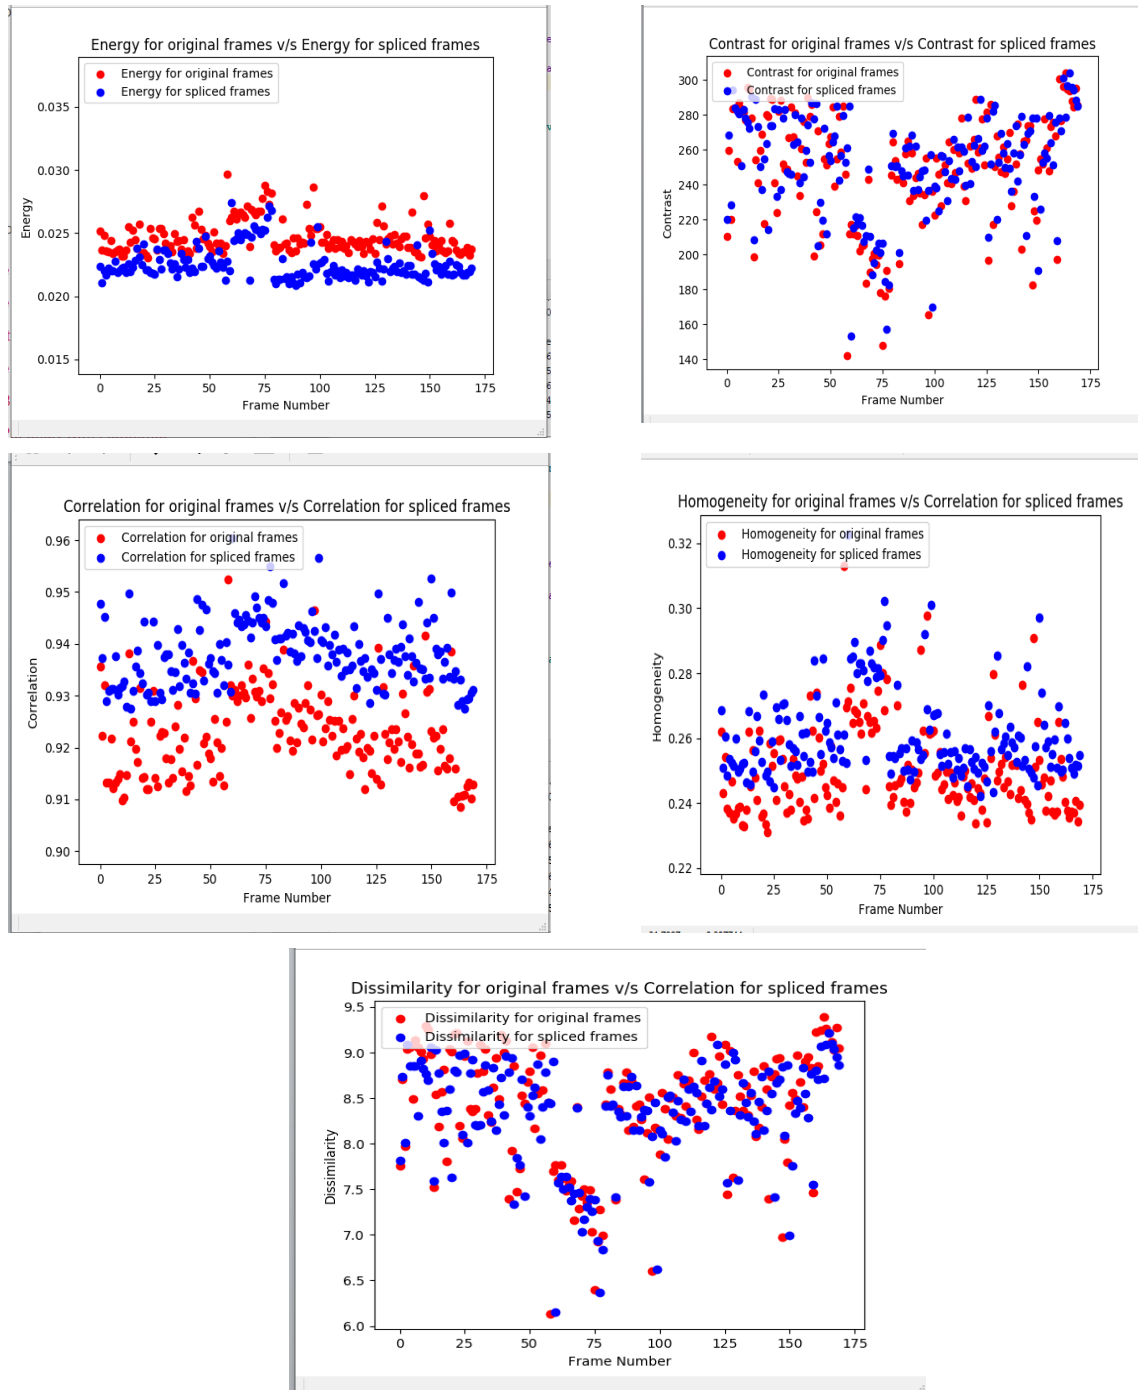 Energy for original frames v/s Energy for spliced frames
Energy for original frames
Energy for spliced frames
0.035
0.030
0.025
0.020
0.015
Energy
0 25 50 75 100 125 150 175
Frame Number
Contrast for original frames v/s Contrast for spliced frames
Contrast for original frames
Contrast for spliced frames
300
280
260
240
220
200
180
160
140
Contrast
0 25 50 75 100 125 150 175
Frame Number
Correlation for original frames v/s Correlation for spliced frames
Correlation for original frames
Correlation for spliced frames
0.96
0.95
0.94
0.93
0.92
0.91
0.90
Correlation
0 25 50 75 100 125 150 175
Frame Number
Homogeneity for original frames v/s Correlation for spliced frames
Homogeneity for original frames
Homogeneity for spliced frames
0.32
0.30
0.28
0.26
0.24
0.22
Homogeneity
0 25 50 75 100 125 150 175
Frame Number
Dissimilarity for original frames v/s Correlation for spliced frames
Dissimilarity for original frames
Dissimilarity for spliced frames
9.5
9.0
8.5
8.0
7.5
7.0
6.5
6.0
Dissimilarity
0 25 50 75 100 125 150 175
Frame Number